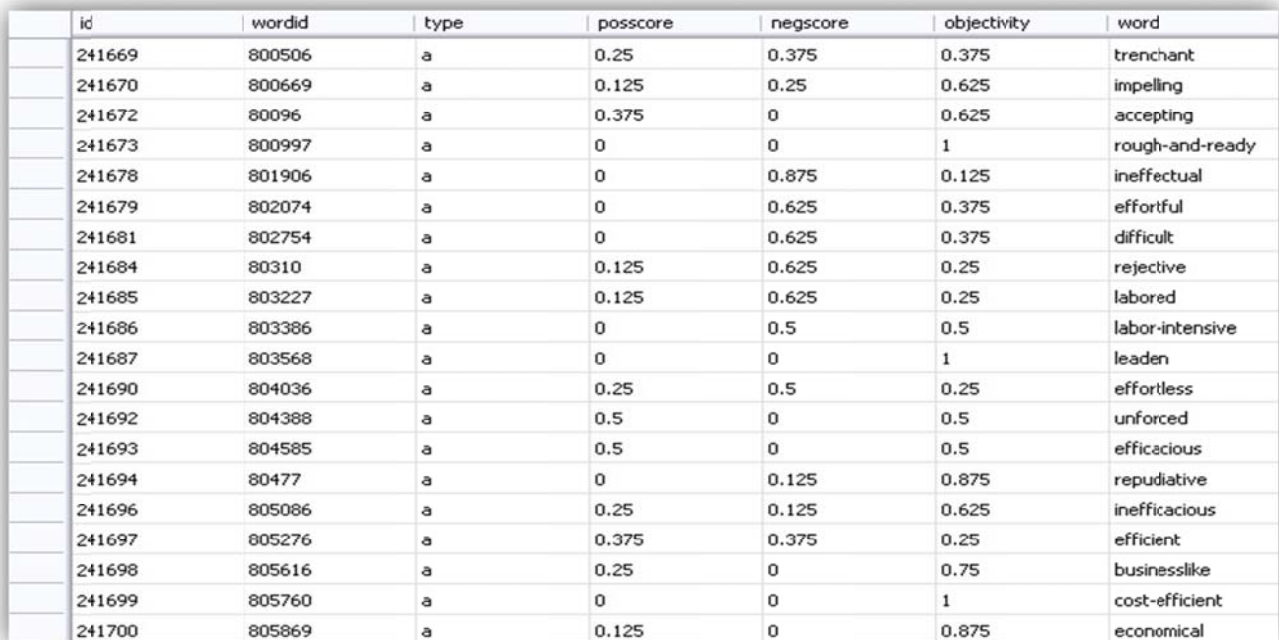 id wordid type posscore negscore objectivity word
241669 800506 a 0.25 0.375 0.375 trenchant
241670 800669 a 0.125 0.25 0.625 impelling
241672 80096 a 0.375 0 0.625 accepting
241673 800997 a 0 0 1 rough-and-ready
241678 801906 a 0 0.875 0.125 ineffectual
241679 802074 a 0 0.625 0.375 effortful
241681 802754 a 0 0.625 0.375 difficult
241684 80310 a 0.125 0.625 0.25 rejective
241685 803227 a 0.125 0.625 0.25 labored
241686 803386 a 0 0.5 0.5 labor-intensive
241687 803568 a 0 0 1 leaden
241690 804036 a 0.25 0.5 0.25 effortless
241692 804388 a 0.5 0 0.5 unforced
241693 804585 a 0.5 0 0.5 efficacious
241694 80477 a 0 0.125 0.875 repudiative
241696 805086 a 0.25 0.125 0.625 inefficacious
241697 805276 a 0.375 0.375 0.25 efficient
241698 805616 a 0.25 0 0.75 businesslike
241699 805760 a 0 0 1 cost-efficient
241700 805869 a 0.125 0 0.875 economical